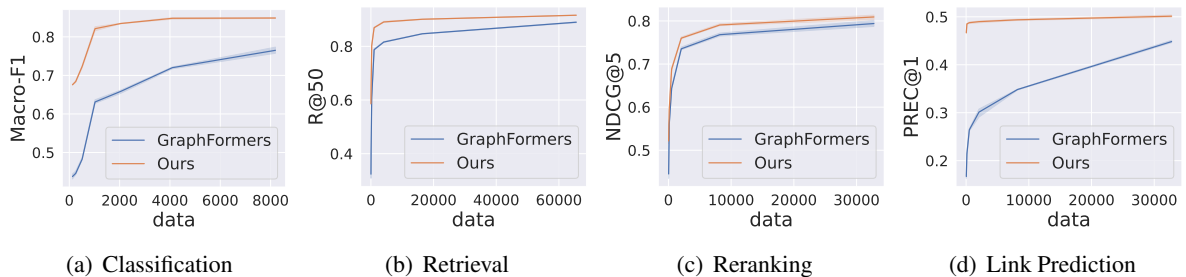 Macro-F1
0.8
0.7
0.6
0.5
GraphFormers
Ours
0 2000 4000 6000 8000
data
(a) Classification
R@50
0.8
0.6
0.4
GraphFormers
Ours
0 20000 40000 60000
data
(b) Retrieval
NDCG@5
0.8
0.7
0.6
0.5
GraphFormers
Ours
0 10000 20000 30000
data
(c) Reranking
PREC@1
0.5
0.4
0.3
0.2
GraphFormers
Ours
0 10000 20000 30000
data
(d) Link Prediction